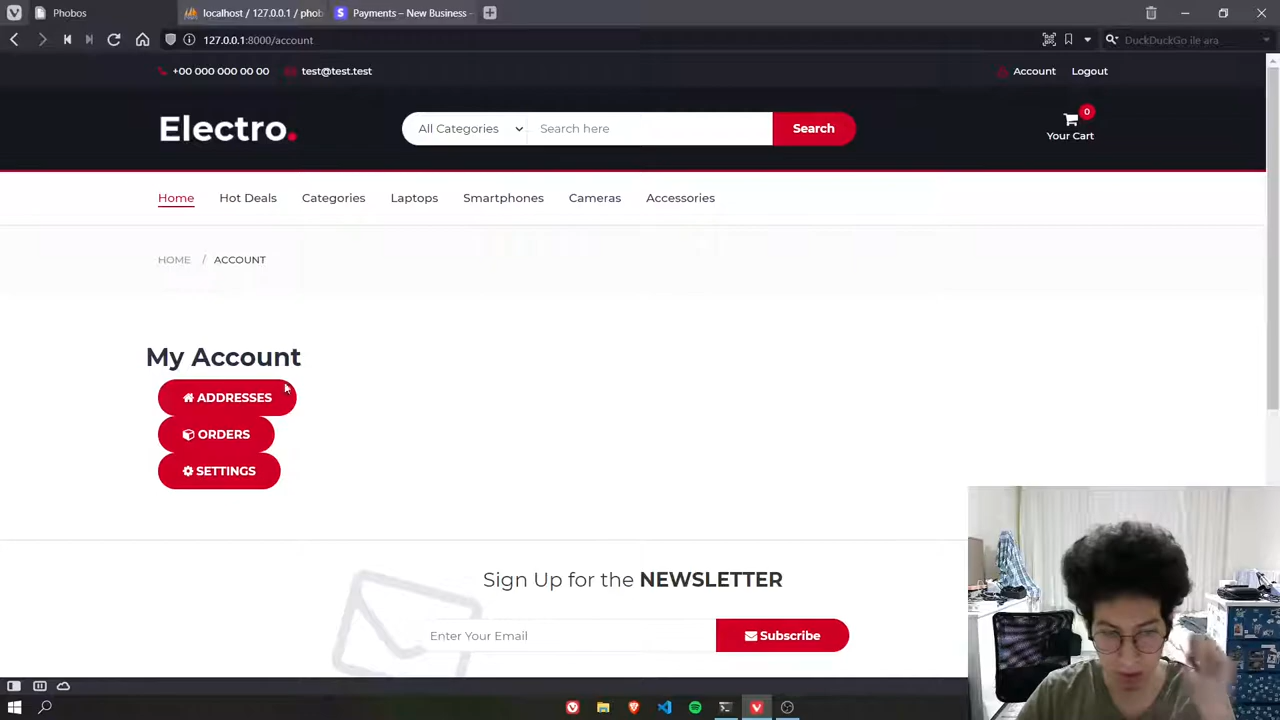 Phobos
localhost / 127.0.0.1 / phob
S Payments – New Business -
127.0.0.1:8000/account
DuckDuckGo ile ara
+00 000 000 00 00
test@test.test
Account
Logout
Electro.
All Categories
Search here
Search
0
Your Cart
Home
Hot Deals
Categories
Laptops
Smartphones
Cameras
Accessories
HOME / ACCOUNT
My Account
ADDRESSES
ORDERS
SETTINGS
Sign Up for the NEWSLETTER
Enter Your Email
Subscribe